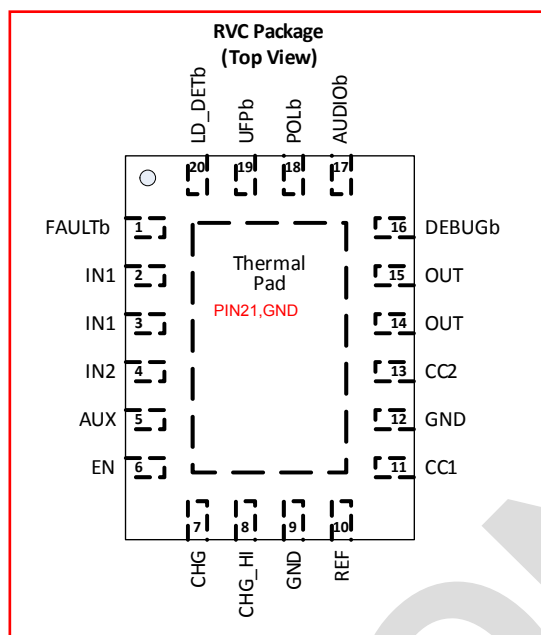 RVC Package
(Top View)
LD_DETb
UFPb
POLb
AUDIOb
20
19
18
17
FAULTb 1
16 DEBUGb
IN1 2
15 OUT
IN1 3
14 OUT
IN2 4
13 CC2
AUX 5
12 GND
EN 6
11 CC1
Thermal
Pad
PIN21,GND
7
8
9
10
CHG
CHG_HI
GND
REF